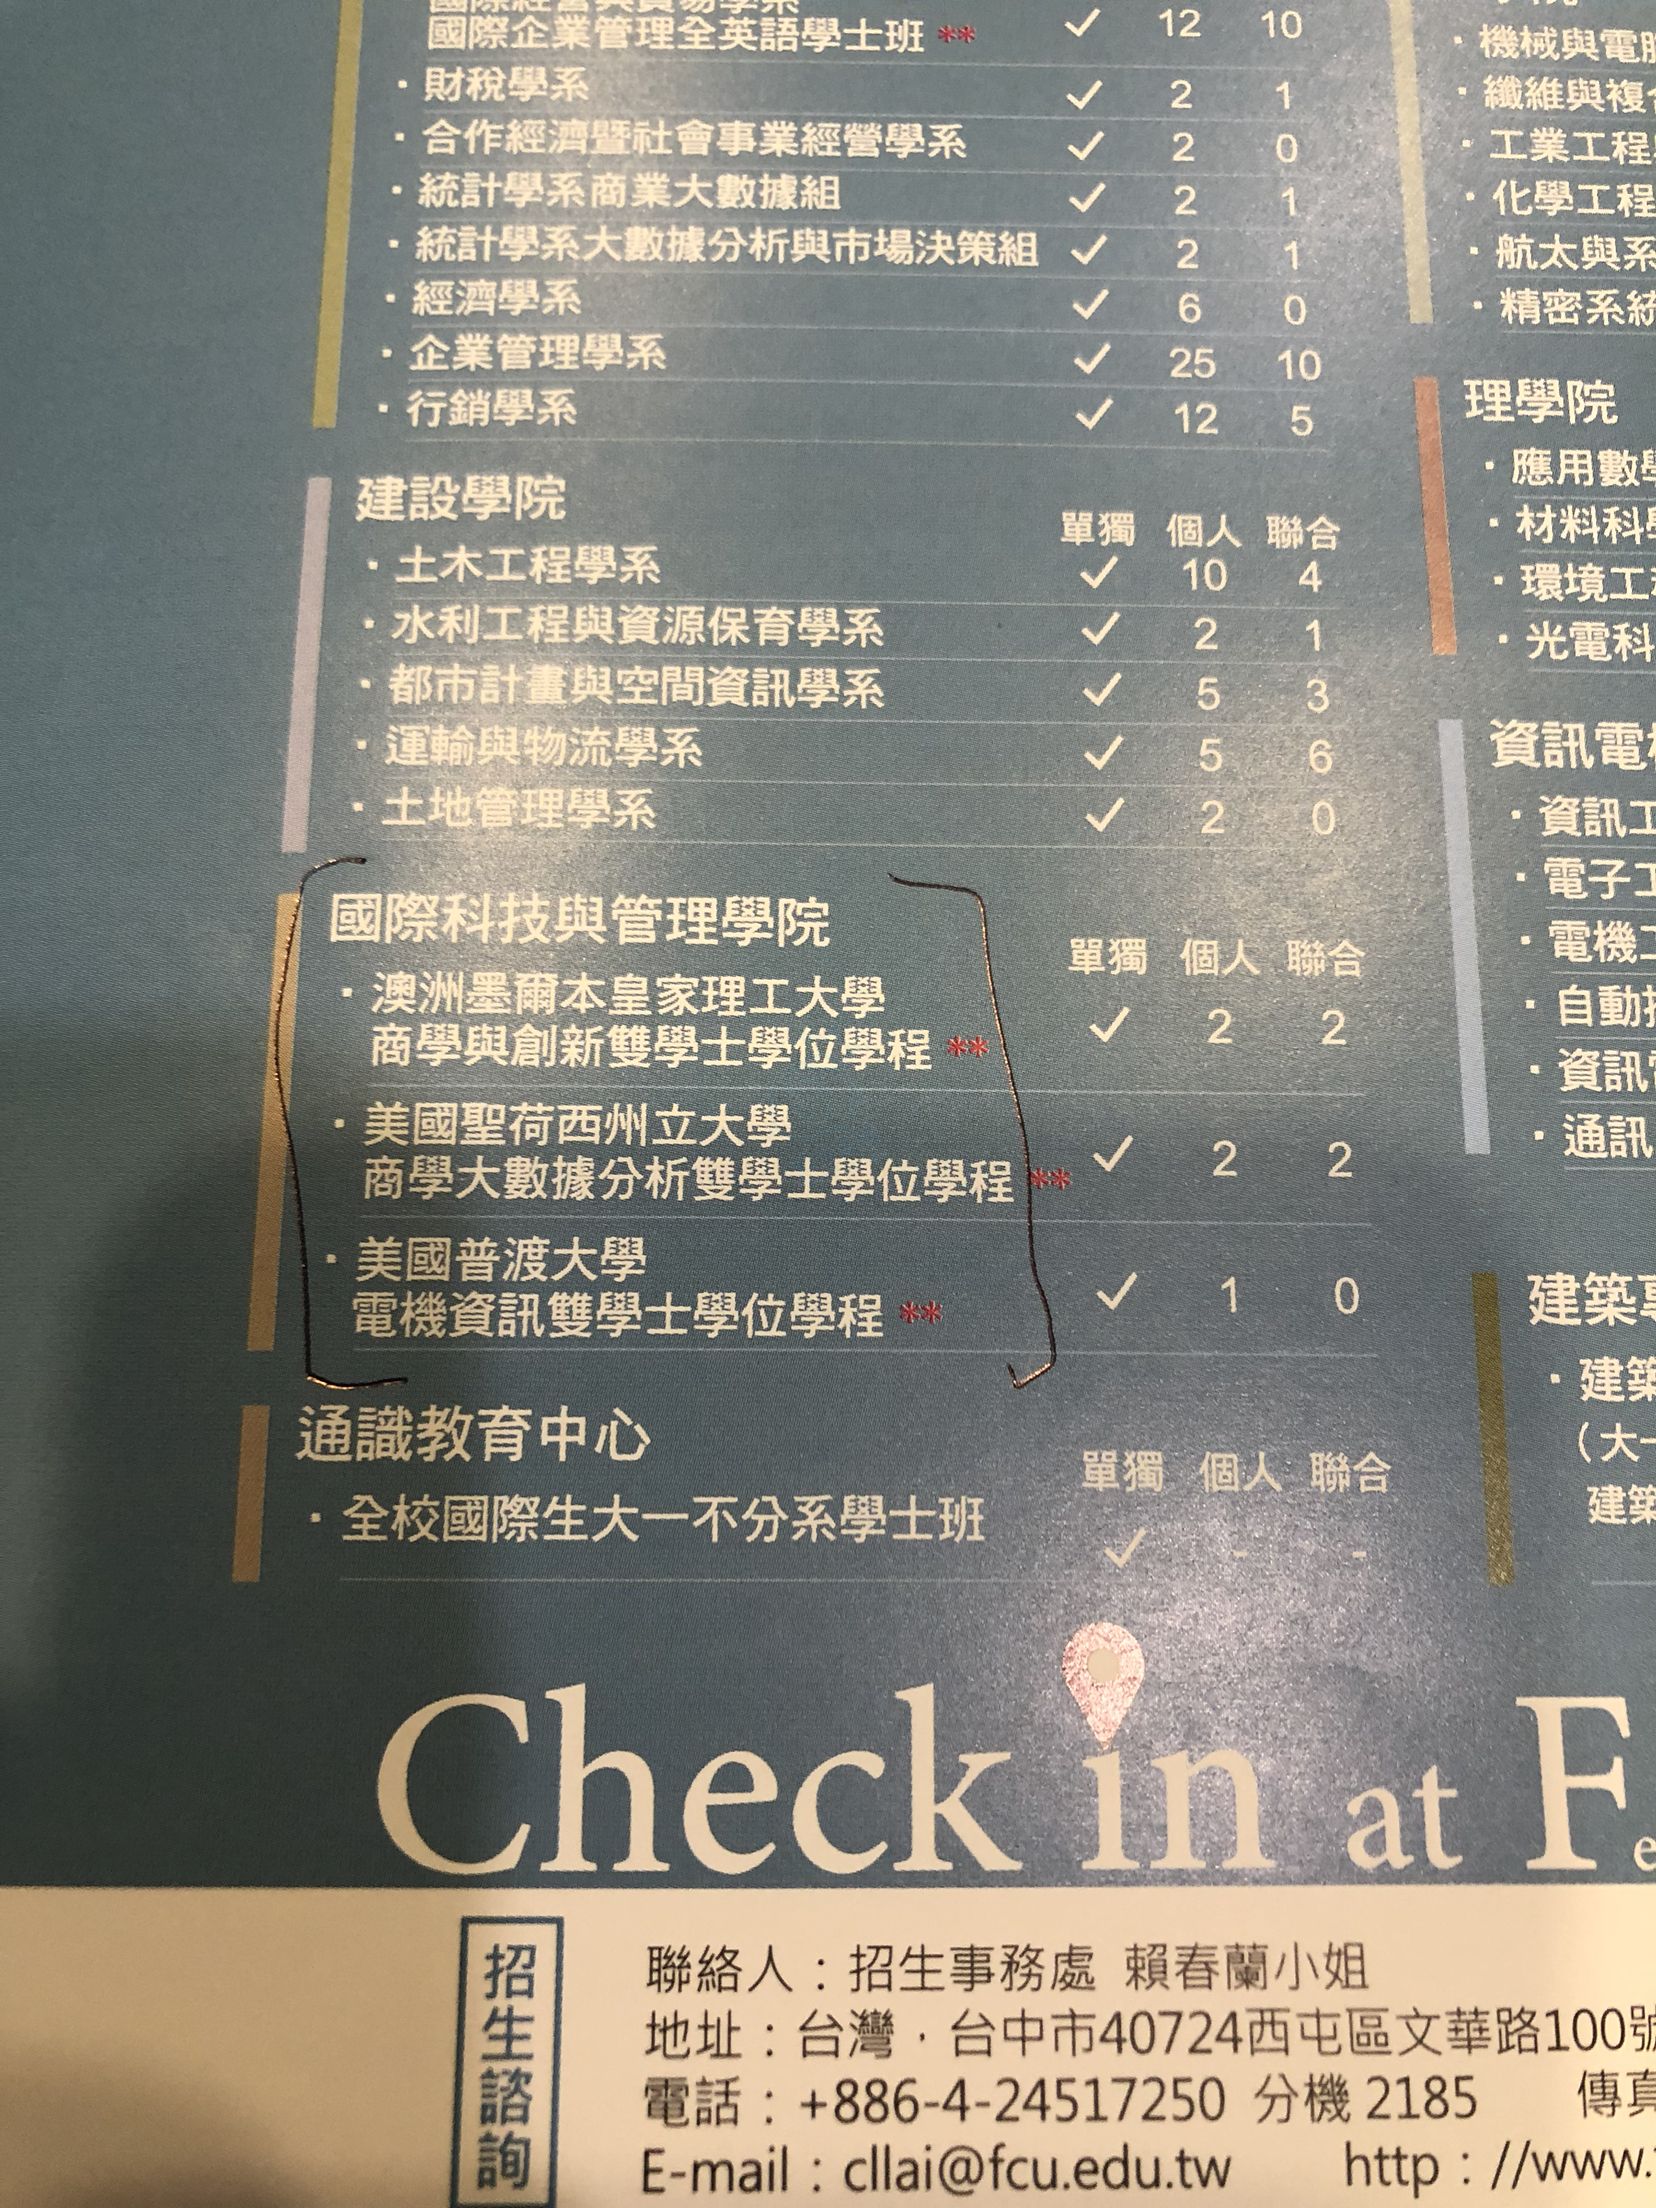 國際企業管理全英語學士班 ** ✓ 12 10
・財稅學系 ✓ 2 1
・合作經濟暨社會事業經營學系 ✓ 2 0
・統計學系商業大數據組 ✓ 2 1
・統計學系大數據分析與市場決策組 ✓ 2 1
・經濟學系 ✓ 6 0
・企業管理學系 ✓ 25 10
・行銷學系 ✓ 12 5
建設學院 單獨 個人 聯合
・土木工程學系 ✓ 10 4
・水利工程與資源保育學系 ✓ 2 1
・都市計畫與空間資訊學系 ✓ 5 3
・運輸與物流學系 ✓ 5 6
・土地管理學系 ✓ 2 0
國際科技與管理學院 單獨 個人 聯合
・澳洲墨爾本皇家理工大學
商學與創新雙學士學位學程 ** ✓ 2 2
・美國聖荷西州立大學
商學大數據分析雙學士學位學程 ** ✓ 2 2
・美國普渡大學
電機資訊雙學士學位學程 ** ✓ 1 0
通識教育中心 單獨 個人 聯合
・全校國際生大一不分系學士班 ✓ - -
・機械與電
・纖維與複
・工業工程
・化學工程
・航太與系
・精密系統
理學院
・應用數
・材料科
・環境工
・光電科
資訊電
・資訊工
・電子工
・電機工
・自動
・資訊
・通訊
建築
・建築
（大一
建築
Check in at F
招生諮詢
聯絡人：招生事務處 賴春蘭小姐
地址：台灣．台中市40724西屯區文華路100號
電話：+886-4-24517250 分機 2185 傳真
E-mail：cllai@fcu.edu.tw http：//www.